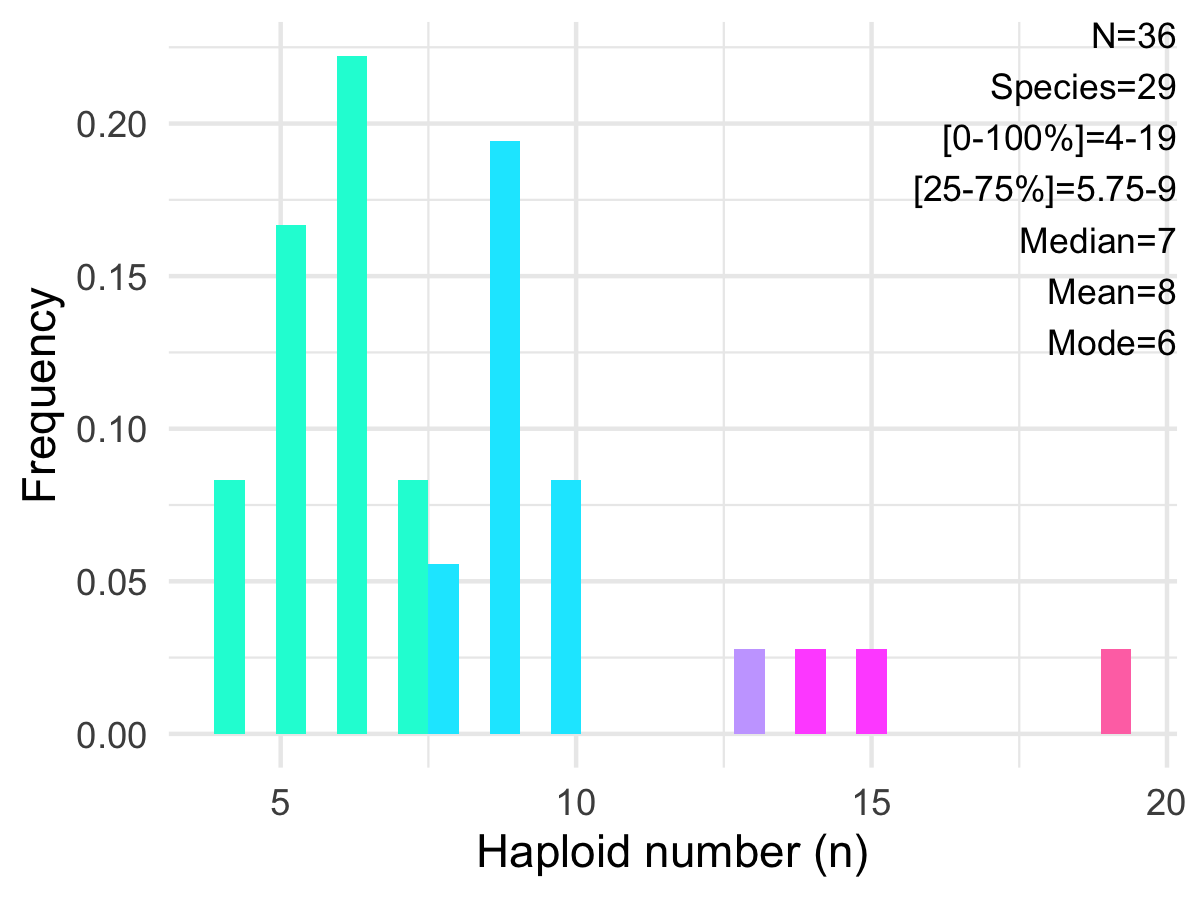 N=36
Species=29
[0-100%]=4-19
[25-75%]=5.75-9
Median=7
Mean=8
Mode=6
Frequency
0.20
0.15
0.10
0.05
0.00
5 10 15 20
Haploid number (n)